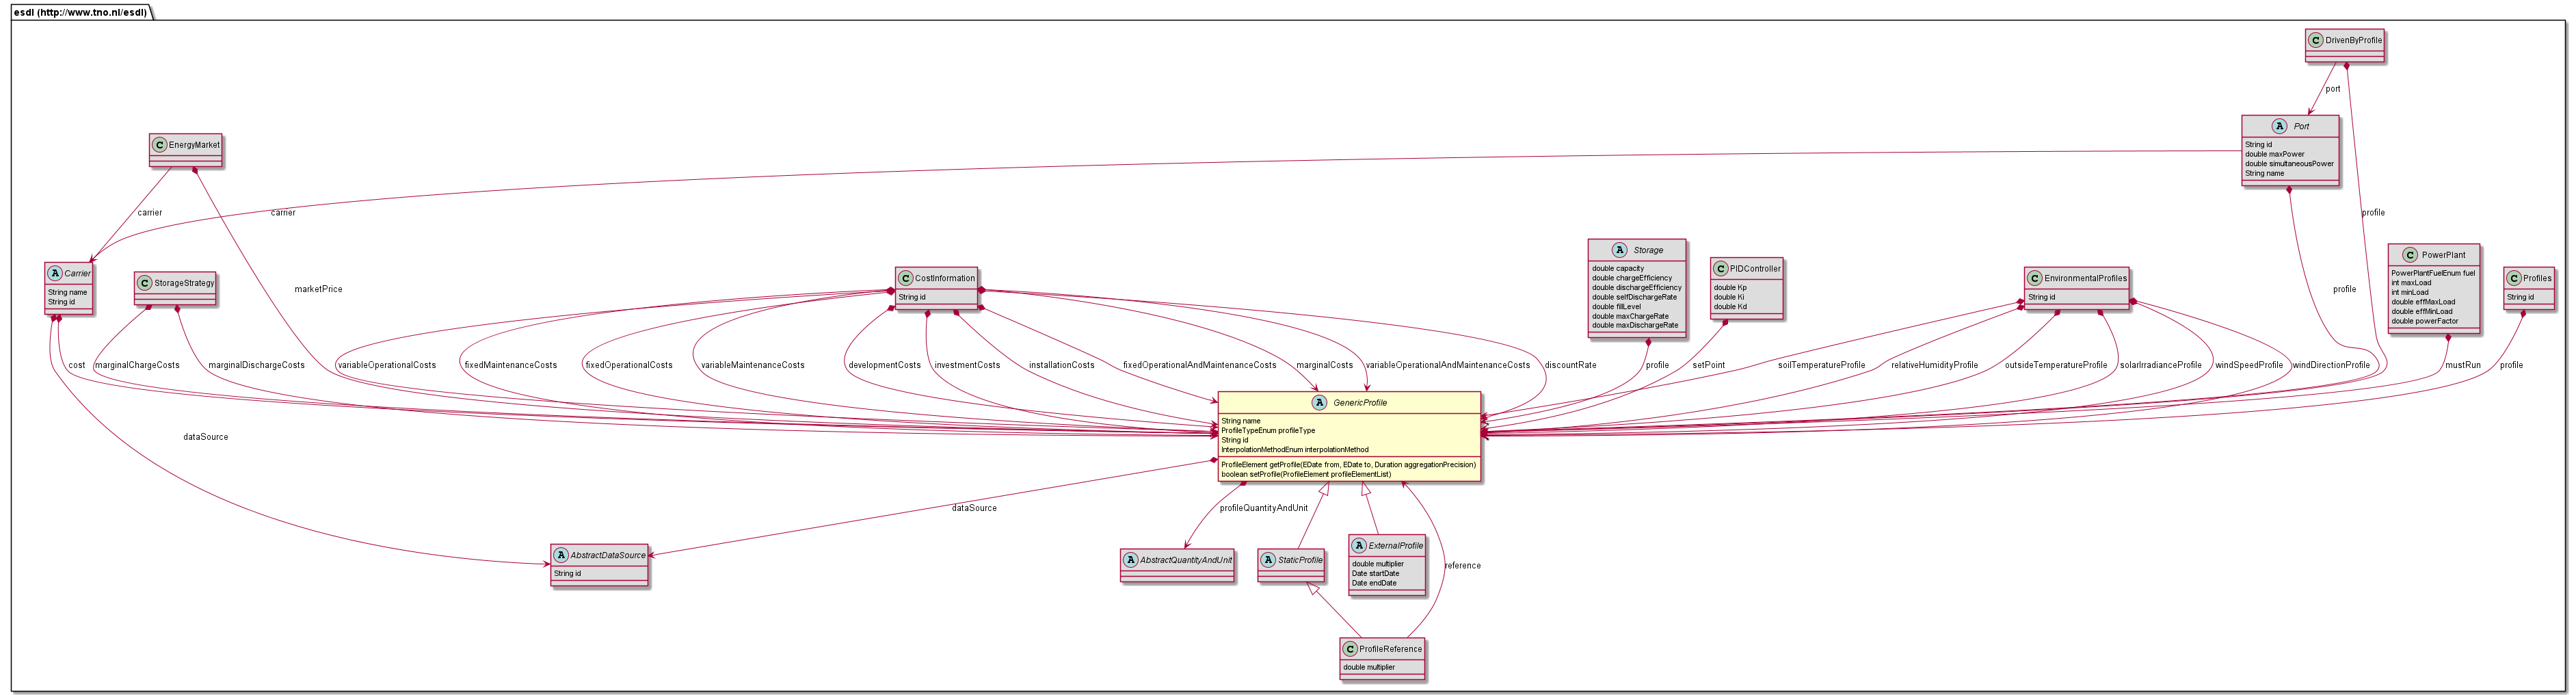 esdl (http://www.tno.nl/esdl)
C DrivenByProfile
port
A Port
String id
double maxPower
double simultaneousPower
String name
C EnergyMarket
carrier
carrier
profile
A Carrier
String name
String id
C StorageStrategy
marketPrice
C CostInformation
String id
A Storage
double capacity
double chargeEfficiency
double dischargeEfficiency
double selfDischargeRate
double fillLevel
double maxChargeRate
double maxDischargeRate
C PIDController
double Kp
double Ki
double Kd
C EnvironmentalProfiles
String id
profile
C PowerPlant
PowerPlantFuelEnum fuel
int maxLoad
int minLoad
double effMaxLoad
double effMinLoad
double powerFactor
C Profiles
String id
cost
marginalChargeCosts
marginalDischargeCosts
variableOperationalCosts
fixedMaintenanceCosts
fixedOperationalCosts
variableMaintenanceCosts
developmentCosts
investmentCosts
installationCosts
fixedOperationalAndMaintenanceCosts
marginalCosts
variableOperationalAndMaintenanceCosts
discountRate
profile
setPoint
soilTemperatureProfile
relativeHumidityProfile
outsideTemperatureProfile
solarIrradianceProfile
windSpeedProfile
windDirectionProfile
mustRun
profile
A GenericProfile
String name
ProfileTypeEnum profileType
String id
InterpolationMethodEnum interpolationMethod
ProfileElement getProfile(EDate from, EDate to, Duration aggregationPrecision)
boolean setProfile(ProfileElement profileElementList)
dataSource
dataSource
profileQuantityAndUnit
A AbstractDataSource
String id
A AbstractQuantityAndUnit
A StaticProfile
A ExternalProfile
double multiplier
Date startDate
Date endDate
reference
C ProfileReference
double multiplier